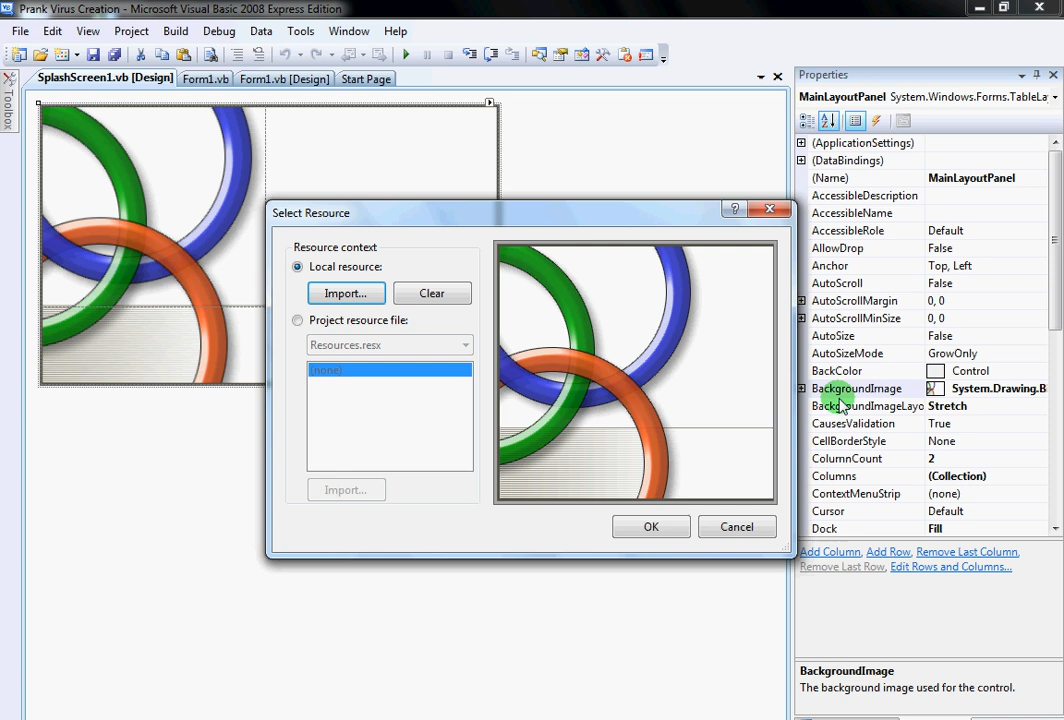 Prank Virus Creation - Microsoft Visual Basic 2008 Express Edition
File Edit View Project Build Debug Data Tools Window Help
SplashScreen1.vb [Design] Form1.vb Form1.vb [Design] Start Page
Toolbox
Select Resource
Resource context
Local resource:
Import... Clear
Project resource file:
Resources.resx
(none)
Import...
OK Cancel
Properties
MainLayoutPanel System.Windows.Forms.TableLa
(ApplicationSettings)
(DataBindings)
(Name) MainLayoutPanel
AccessibleDescription
AccessibleName
AccessibleRole Default
AllowDrop False
Anchor Top, Left
AutoScroll False
AutoScrollMargin 0, 0
AutoScrollMinSize 0, 0
AutoSize False
AutoSizeMode GrowOnly
BackColor Control
BackgroundImage System.Drawing.B
BackgroundImageLayo Stretch
CausesValidation True
CellBorderStyle None
ColumnCount 2
Columns (Collection)
ContextMenuStrip (none)
Cursor Default
Dock Fill
Add Column, Add Row, Remove Last Column,
Remove Last Row, Edit Rows and Columns...
BackgroundImage
The background image used for the control.